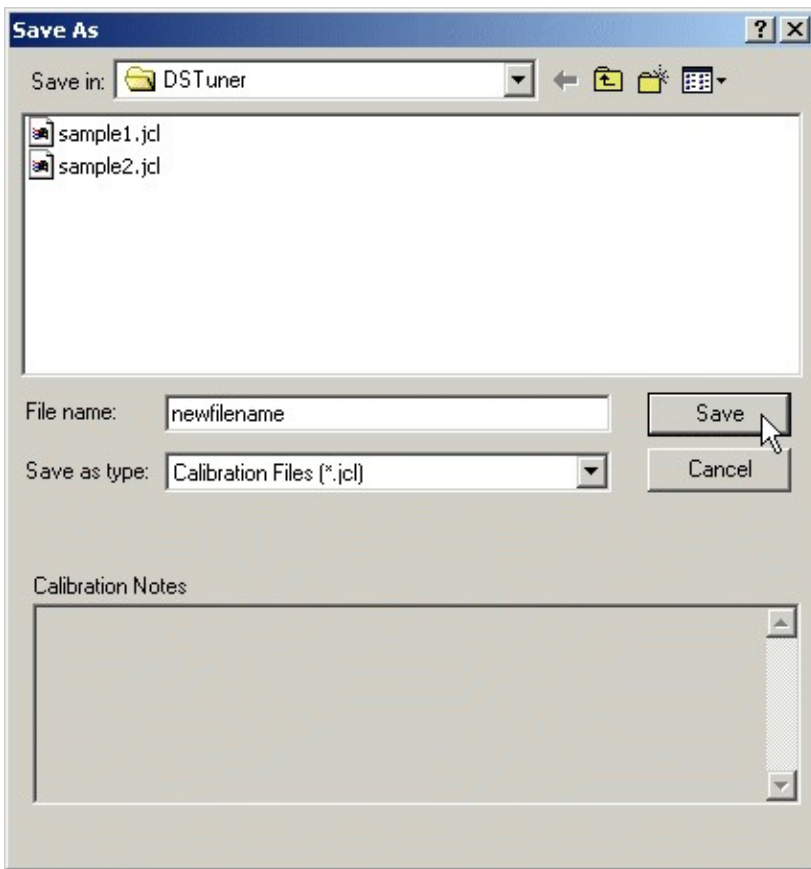 Save As
Save in: DSTuner
sample1.jcl
sample2.jcl
File name: newfilename Save
Save as type: Calibration Files (*.jcl) Cancel
Calibration Notes